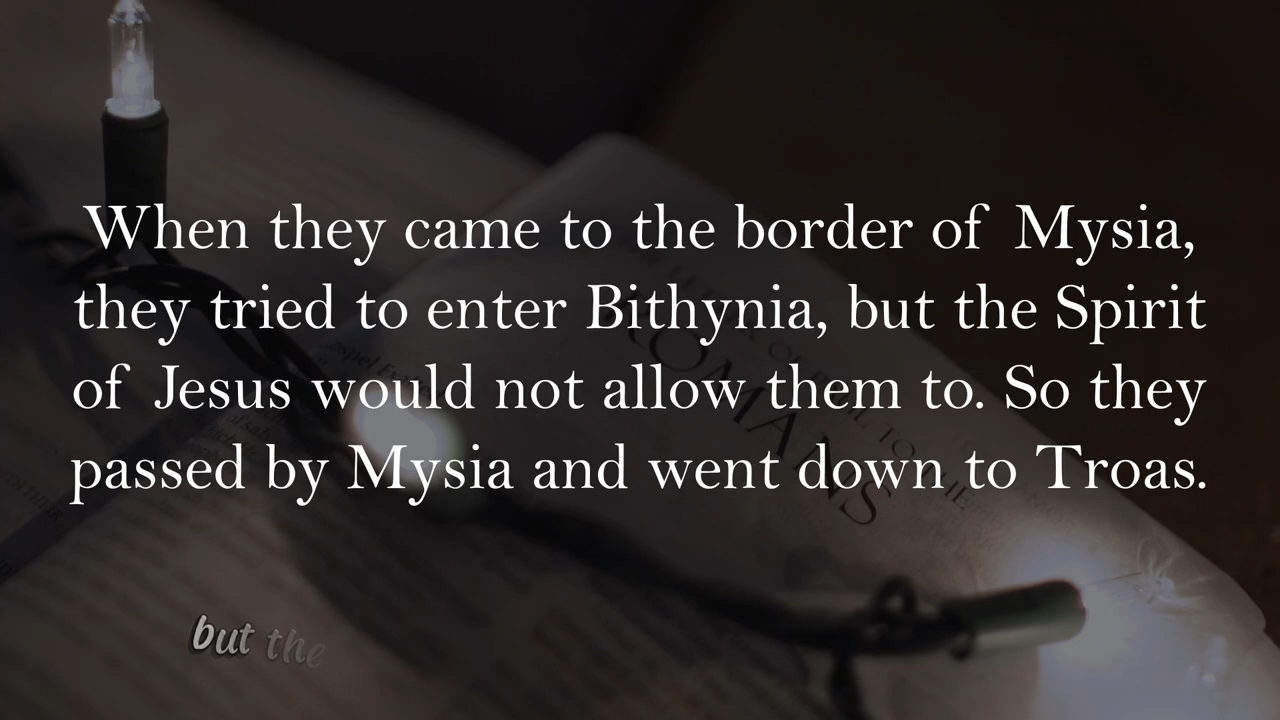 When they came to the border of Mysia,
they tried to enter Bithynia, but the Spirit
of Jesus would not allow them to. So they
passed by Mysia and went down to Troas.
ROMANS
but the